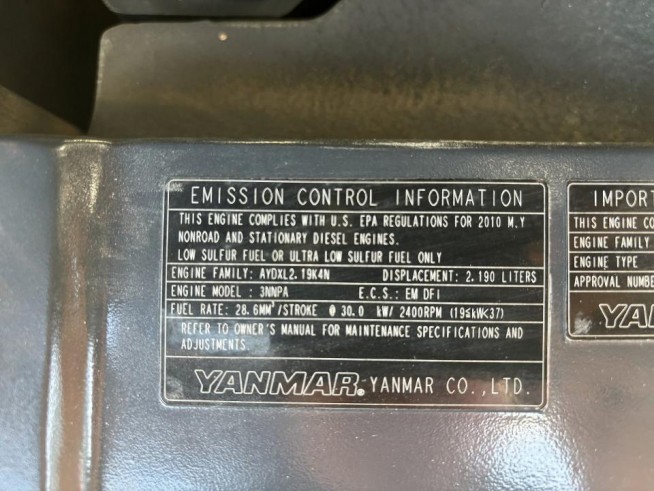 EMISSION CONTROL INFORMATION
THIS ENGINE COMPLIES WITH U.S. EPA REGULATIONS FOR 2010 M.Y
NONROAD AND STATIONARY DIESEL ENGINES.
LOW SULFUR FUEL OR ULTRA LOW SULFUR FUEL ONLY
ENGINE FAMILY: AYDXL2.19K4N DISPLACEMENT: 2.190 LITERS
ENGINE MODEL : 3NNPA E.C.S.: EM DFI
FUEL RATE: 28.6MM³/STROKE @ 30.0 kW/ 2400RPM (19≤kW<37)
REFER TO OWNER'S MANUAL FOR MAINTENANCE SPECIFICATIONS AND
ADJUSTMENTS.
YANMAR® YANMAR CO.,LTD.
IMPORT
THIS ENGINE CO
ENGINE FAMILY
ENGINE TYPE
APPROVAL NUMBER
YAN